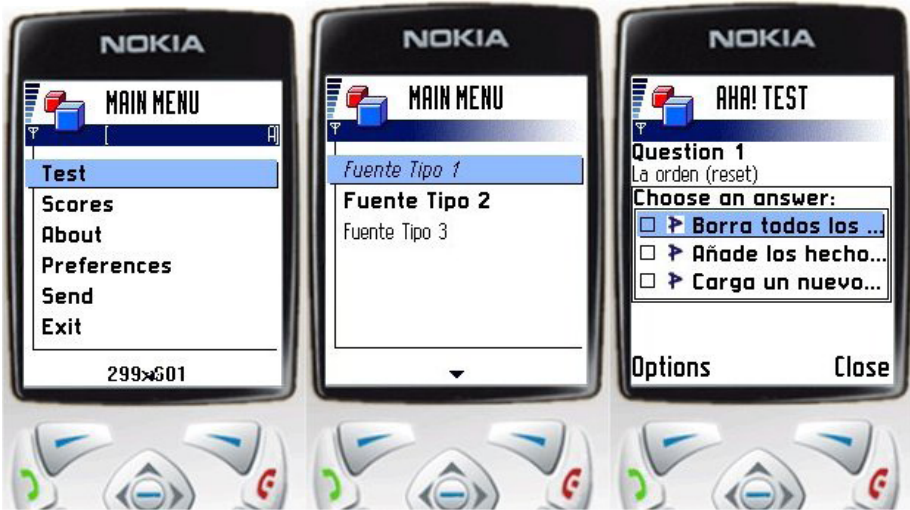 NOKIA
MAIN MENU
Test
Scores
About
Preferences
Send
Exit
NOKIA
MAIN MENU
Fuente Tipo 1
Fuente Tipo 2
Fuente Tipo 3
NOKIA
AHA! TEST
Question 1
La orden (reset)
Choose an answer:
Borra todos los ...
Añade los hecho...
Carga un nuevo...
Options
Close